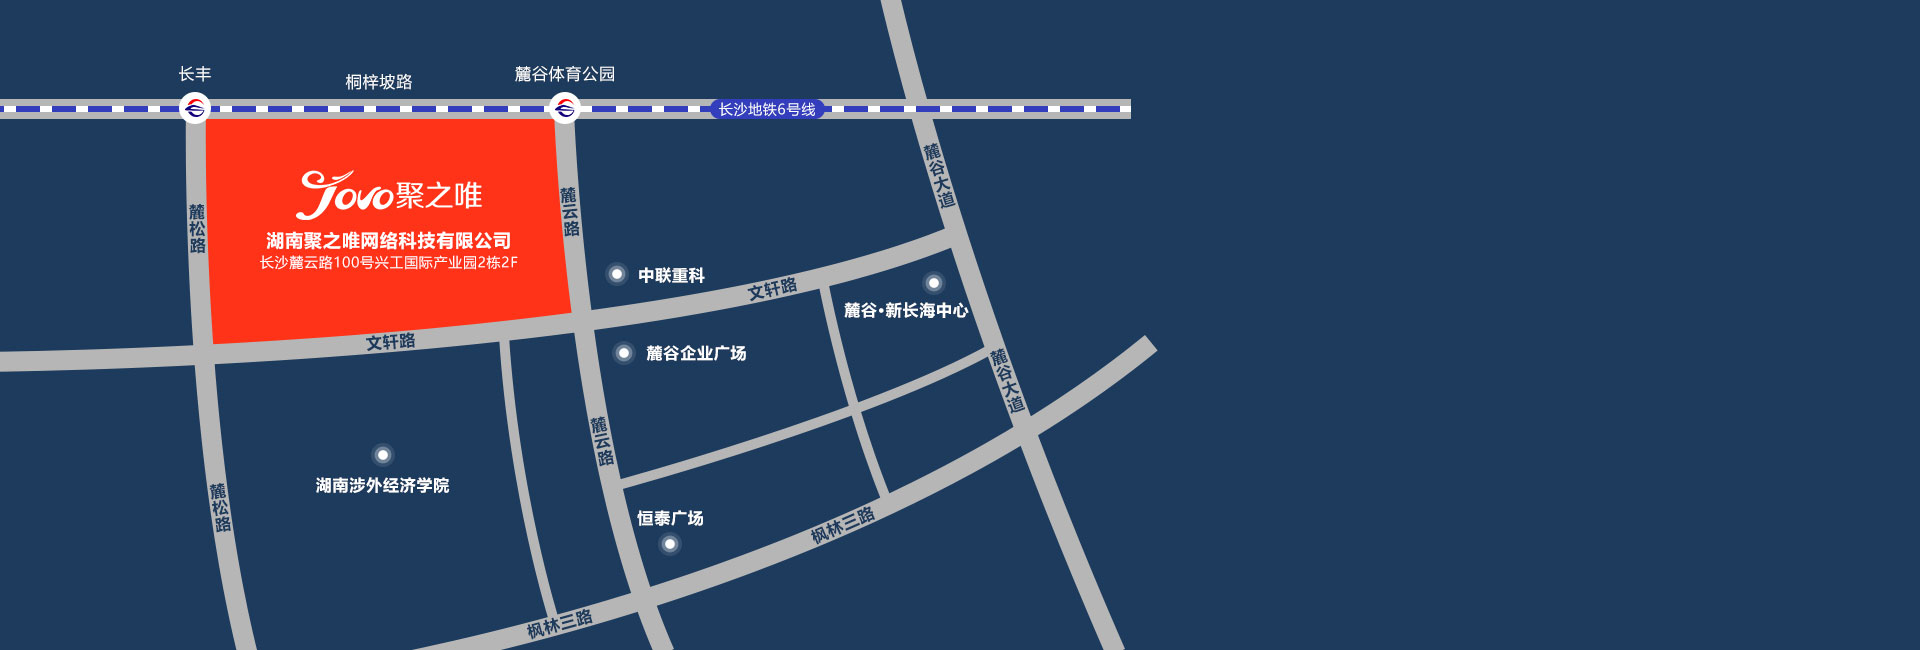 长丰
桐梓坡路
麓谷体育公园
长沙地铁6号线
麓谷大道
麓松路
麓云路
Jovo聚之唯
湖南聚之唯网络科技有限公司
长沙麓云路100号兴工国际产业园2栋2F
中联重科
文轩路
麓谷·新长海中心
文轩路
麓谷企业广场
麓谷大道
麓云路
湖南涉外经济学院
麓松路
恒泰广场
枫林三路
枫林三路